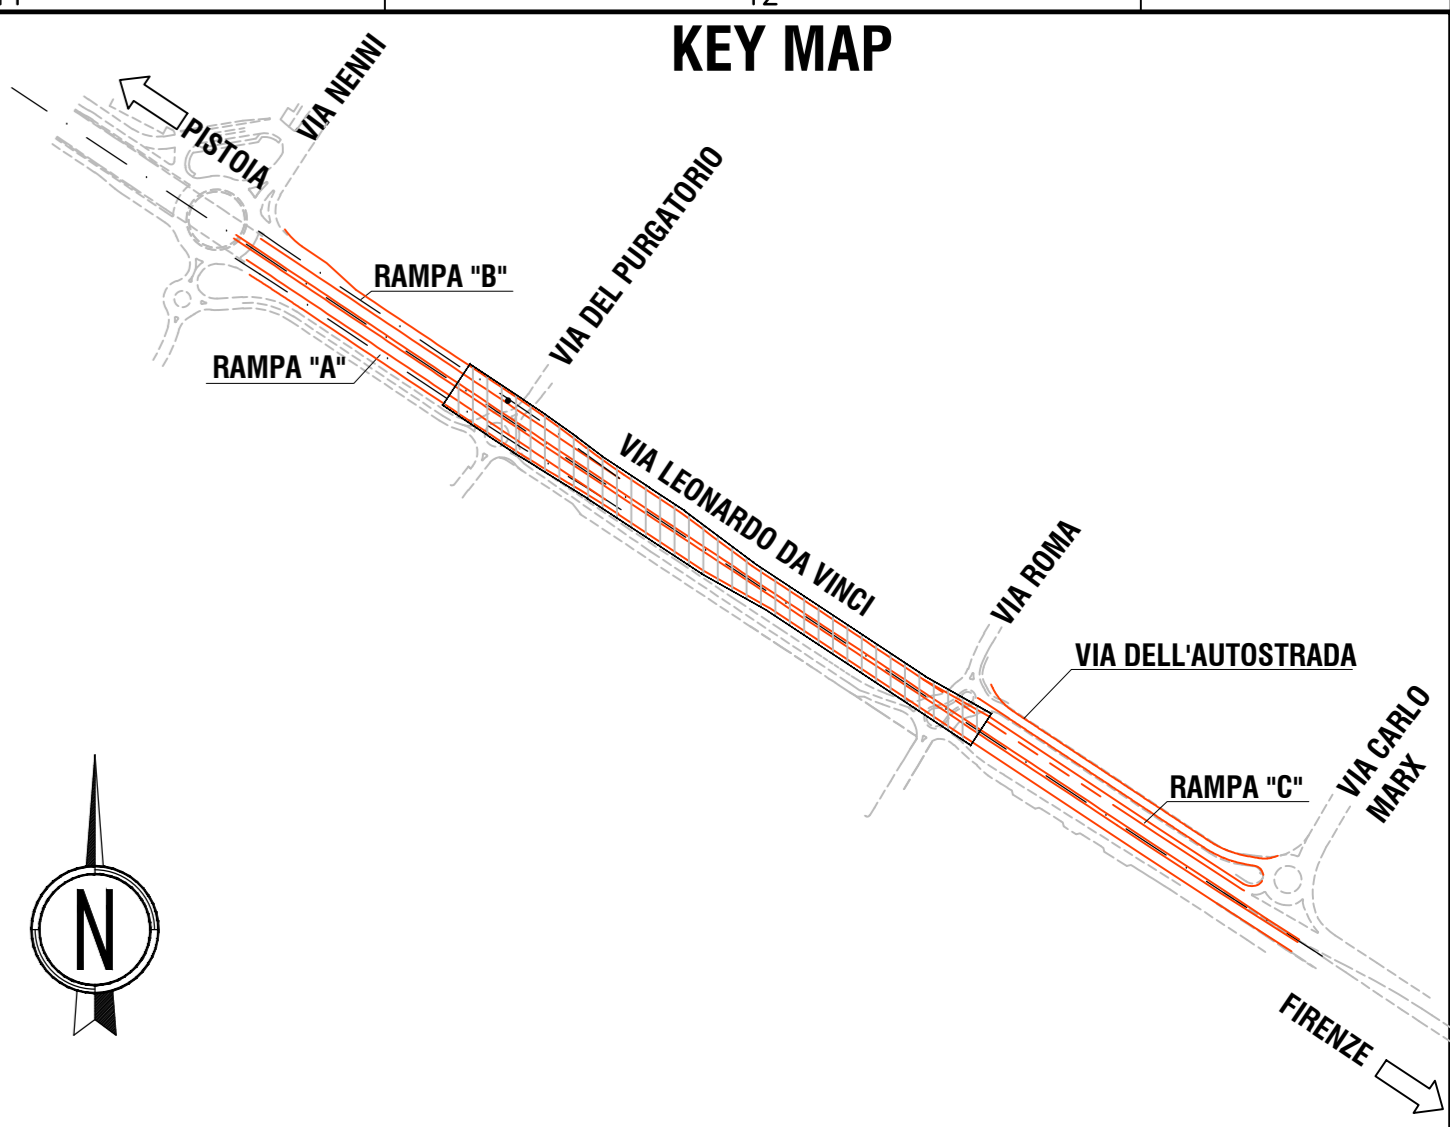 12
KEY MAP
VIA NENNI
PISTOIA
VIA DEL PURGATORIO
RAMPA "B"
RAMPA "A"
VIA LEONARDO DA VINCI
VIA ROMA
VIA DELL'AUTOSTRADA
VIA CARLO
MARX
RAMPA "C"
N
FIRENZE